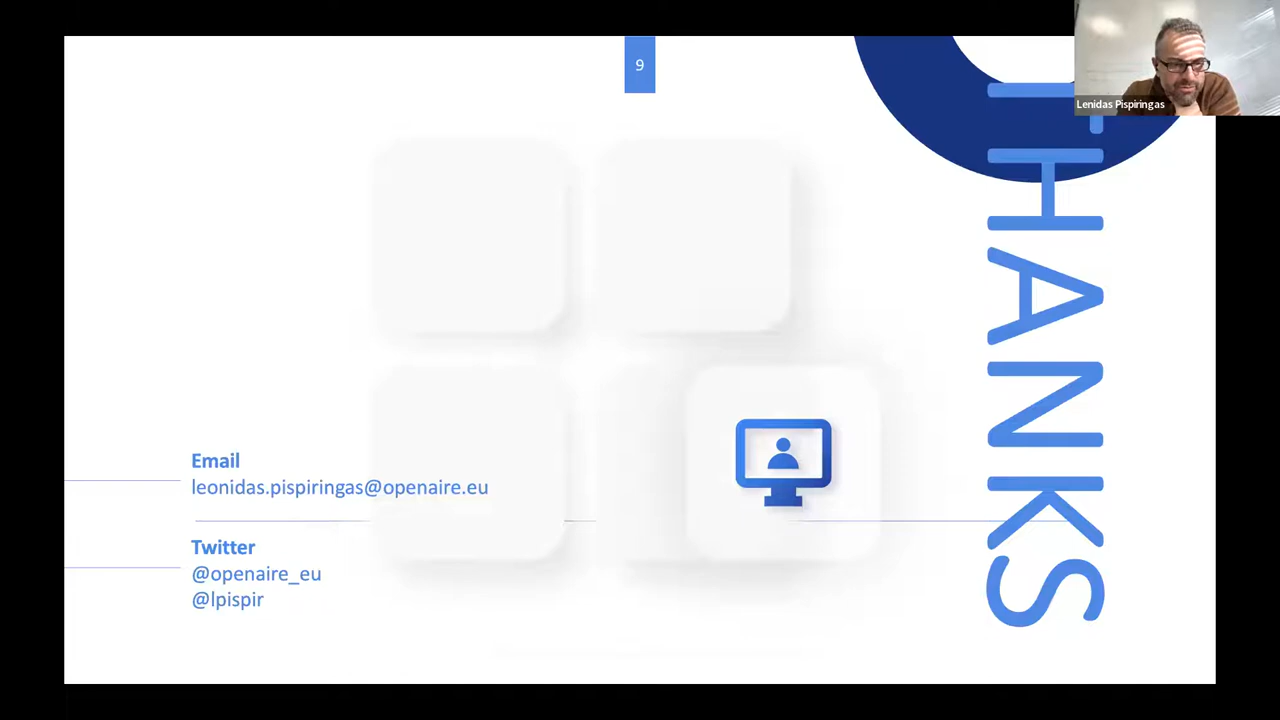 9
Lenidas Pispiringas
THANKS
Email
leonidas.pispiringas@openaire.eu
Twitter
@openaire_eu
@lpispir